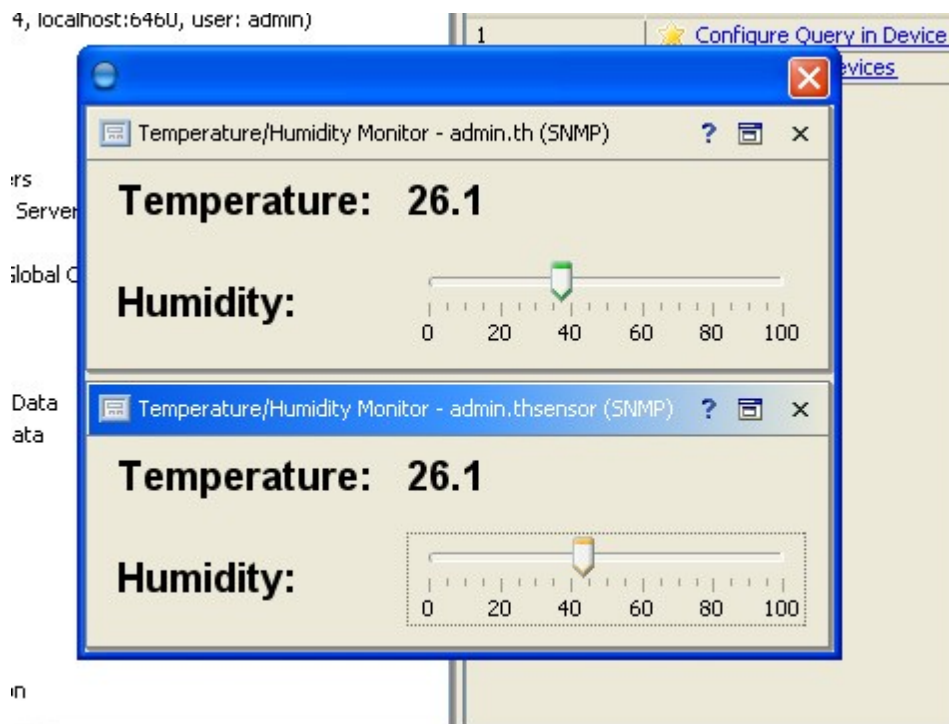 4, localhost:6460, user: admin)
1
Configure Query in Device
evices
Temperature/Humidity Monitor - admin.th (SNMP) ?
Temperature: 26.1
Humidity:
0 20 40 60 80 100
Temperature/Humidity Monitor - admin.thsensor (SNMP) ?
Temperature: 26.1
Humidity:
0 20 40 60 80 100
ers
Server
Global C
Data
ata
on